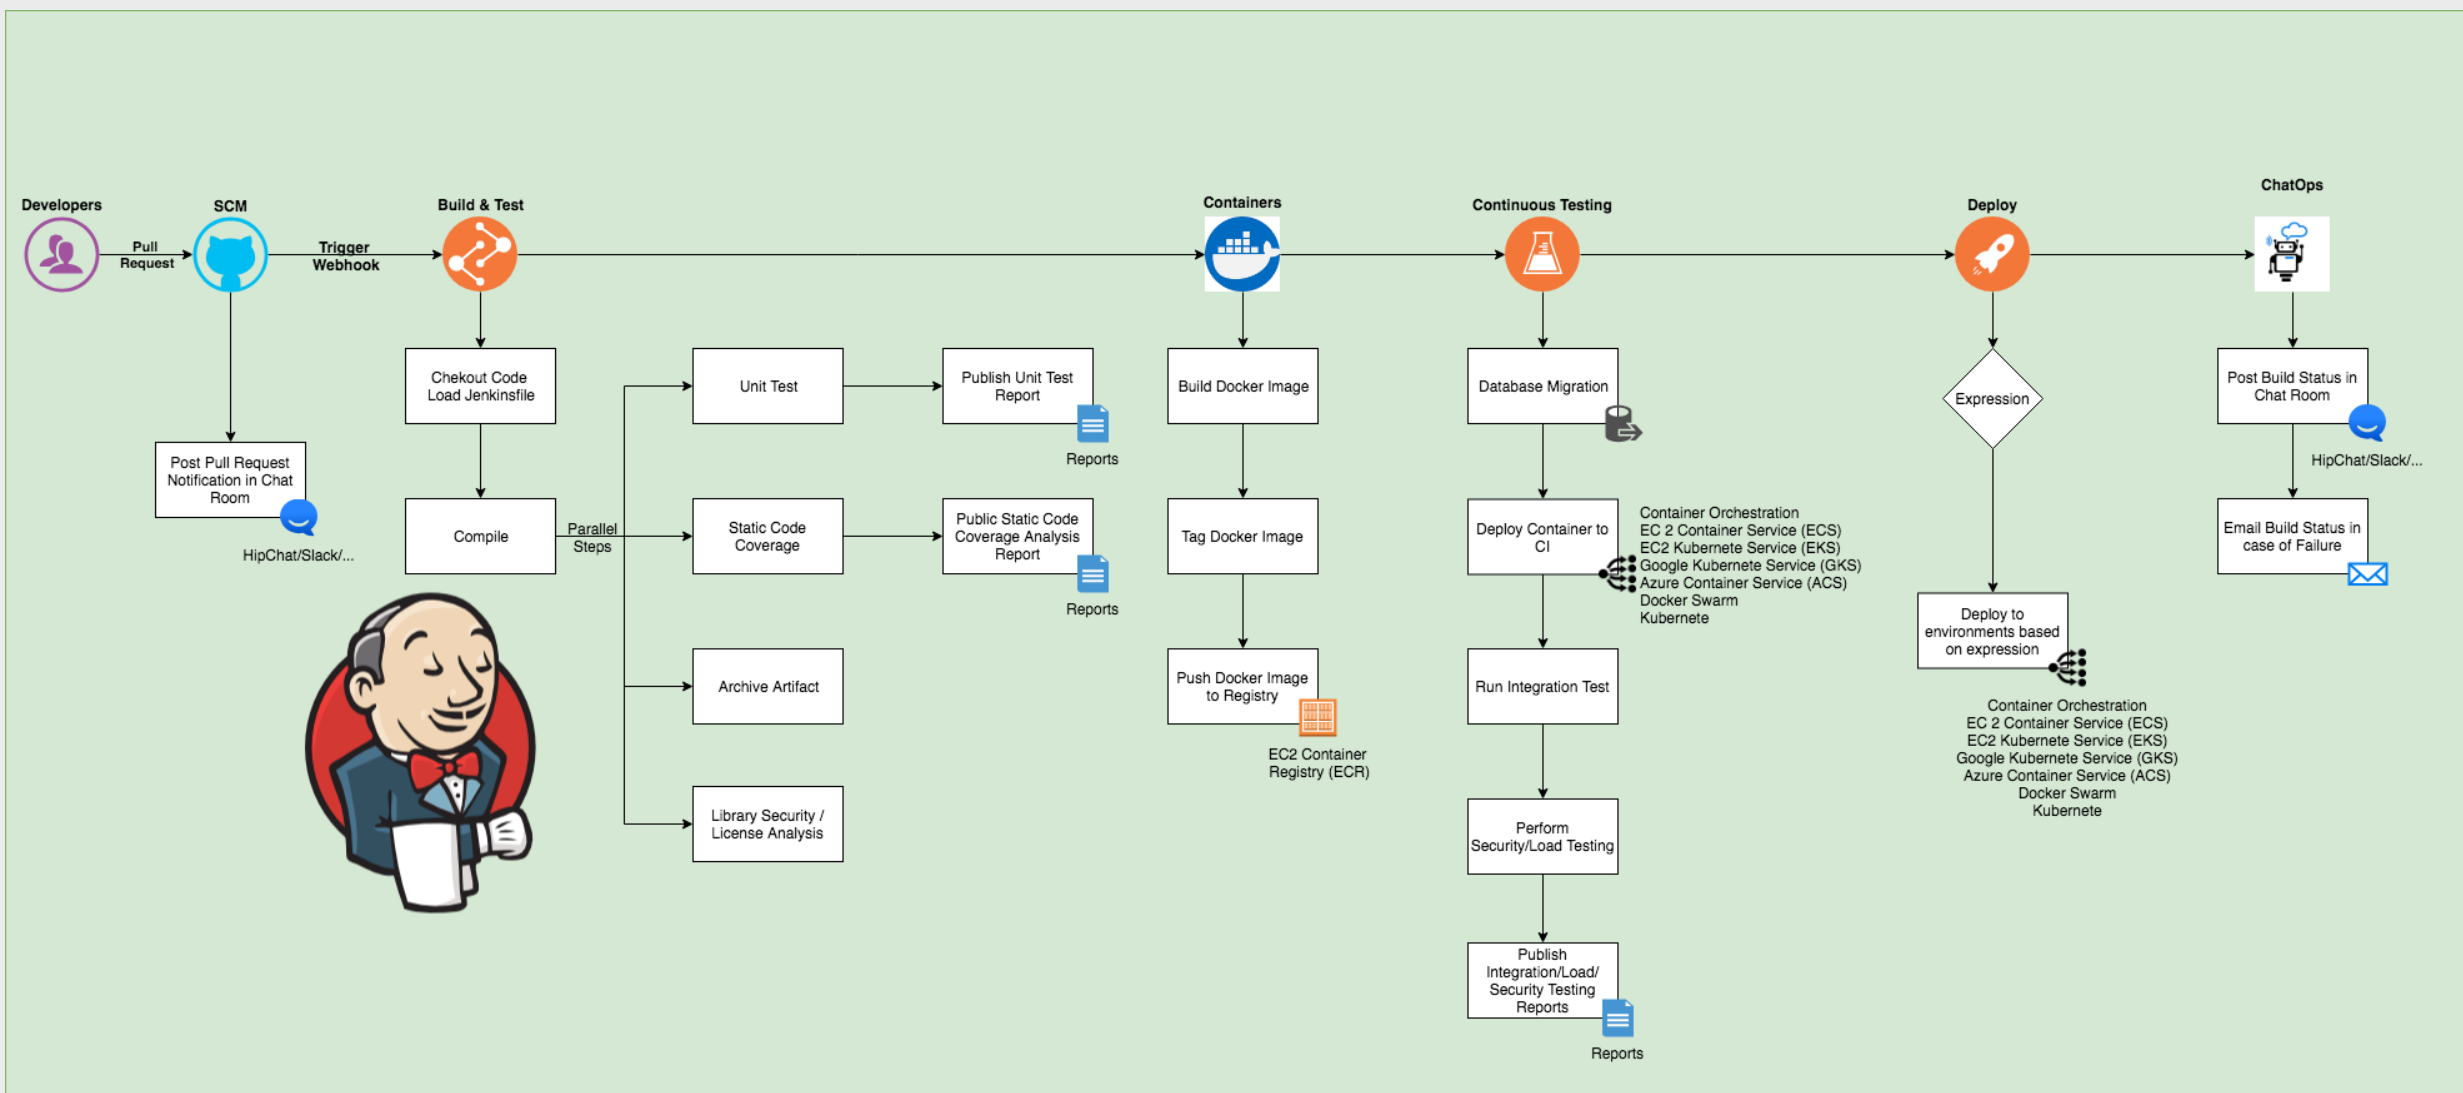 Developers
Pull
Request
SCM
Trigger
Webhook
Post Pull Request
Notification in Chat
Room
HipChat/Slack/...
Build & Test
Chekout Code
Load Jenkinsfile
Compile
Parallel
Steps
Unit Test
Publish Unit Test
Report
Reports
Static Code
Coverage
Public Static Code
Coverage Analysis
Report
Reports
Archive Artifact
Library Security /
License Analysis
Containers
Build Docker Image
Tag Docker Image
Push Docker Image
to Registry
EC2 Container
Registry (ECR)
Continuous Testing
Database Migration
Deploy Container to
CI
Container Orchestration
EC 2 Container Service (ECS)
EC2 Kubernete Service (EKS)
Google Kubernete Service (GKS)
Azure Container Service (ACS)
Docker Swarm
Kubernete
Run Integration Test
Perform
Security/Load Testing
Publish
Integration/Load/
Security Testing
Reports
Reports
Deploy
Expression
Deploy to
environments based
on expression
Container Orchestration
EC 2 Container Service (ECS)
EC2 Kubernete Service (EKS)
Google Kubernete Service (GKS)
Azure Container Service (ACS)
Docker Swarm
Kubernete
ChatOps
Post Build Status in
Chat Room
HipChat/Slack/...
Email Build Status in
case of Failure